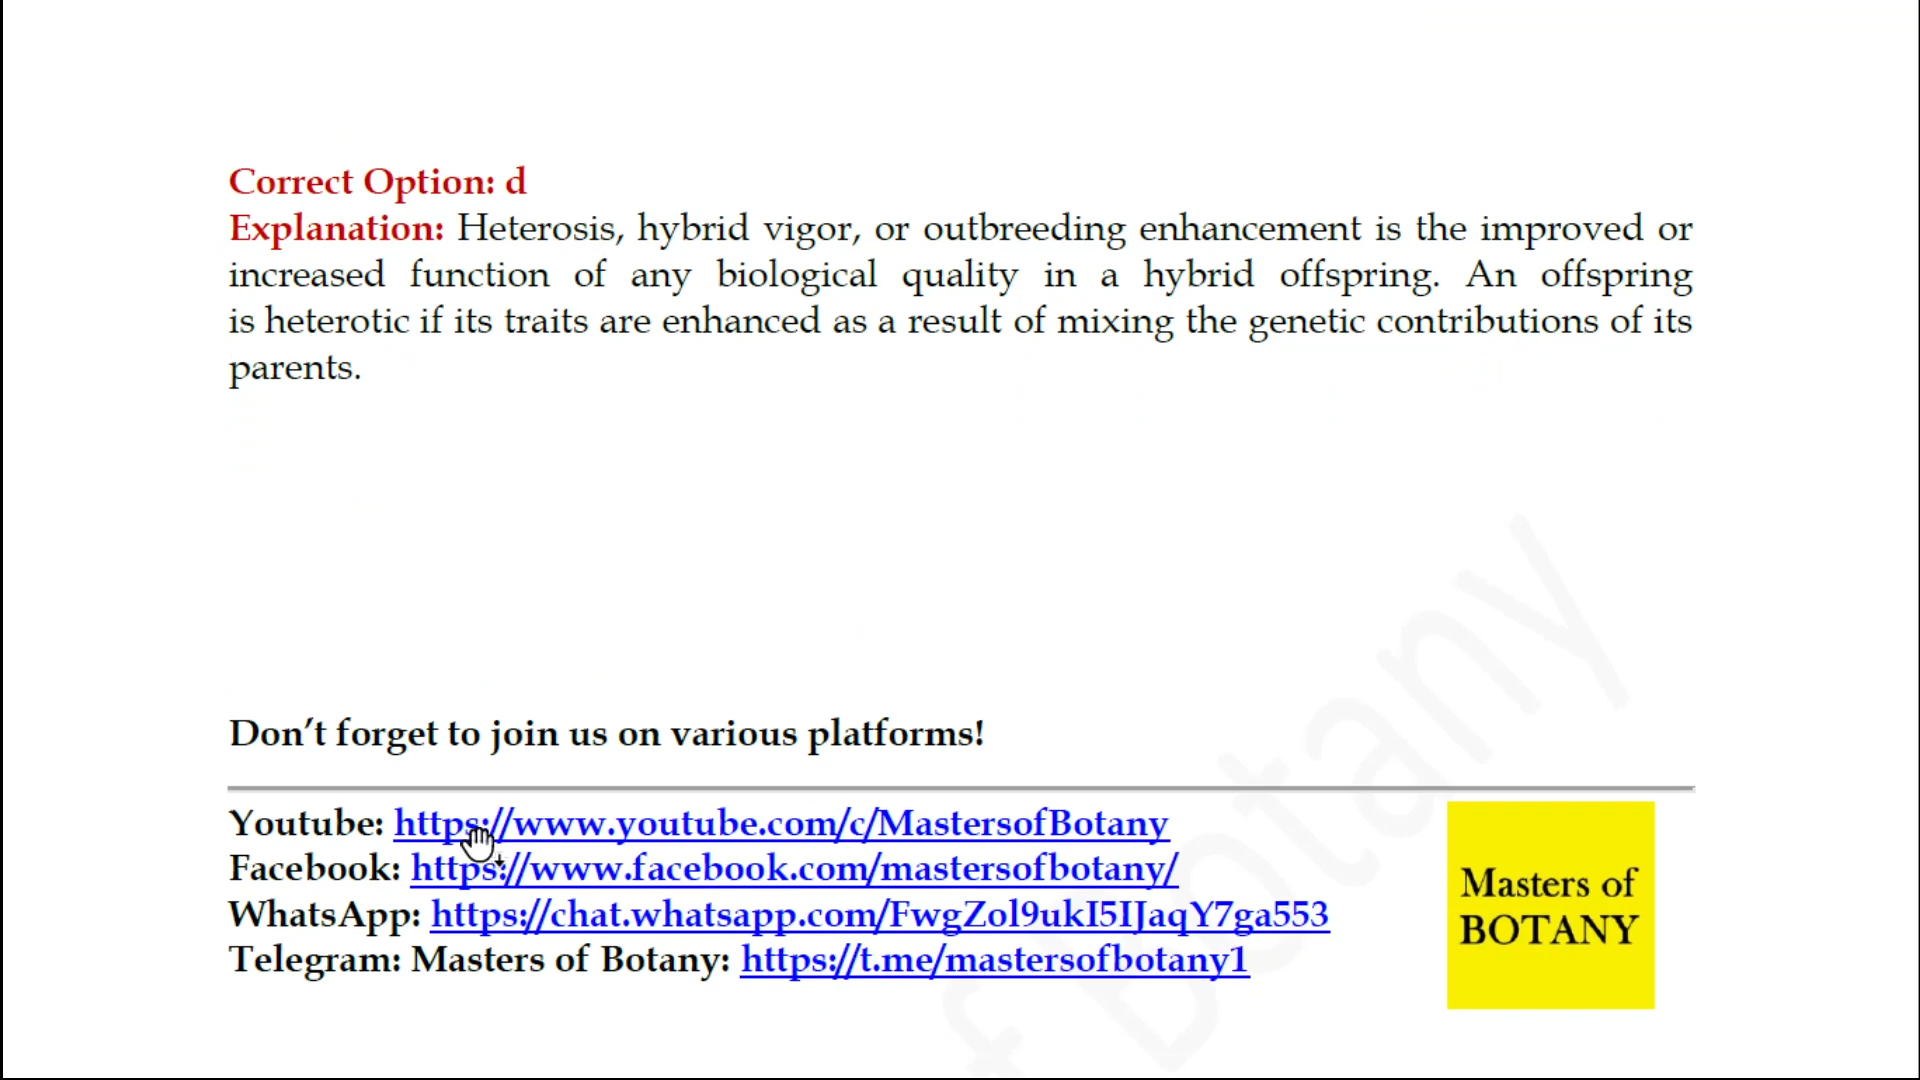 Correct Option: d
Explanation: Heterosis, hybrid vigor, or outbreeding enhancement is the improved or
increased function of any biological quality in a hybrid offspring. An offspring
is heterotic if its traits are enhanced as a result of mixing the genetic contributions of its
parents.
Don’t forget to join us on various platforms!
Youtube: https://www.youtube.com/c/MastersofBotany
Facebook: https://www.facebook.com/mastersofbotany/
WhatsApp: https://chat.whatsapp.com/FwgZol9ukI5IJaqY7ga553
Telegram: Masters of Botany: https://t.me/mastersofbotany1
Masters of
BOTANY
f Botany